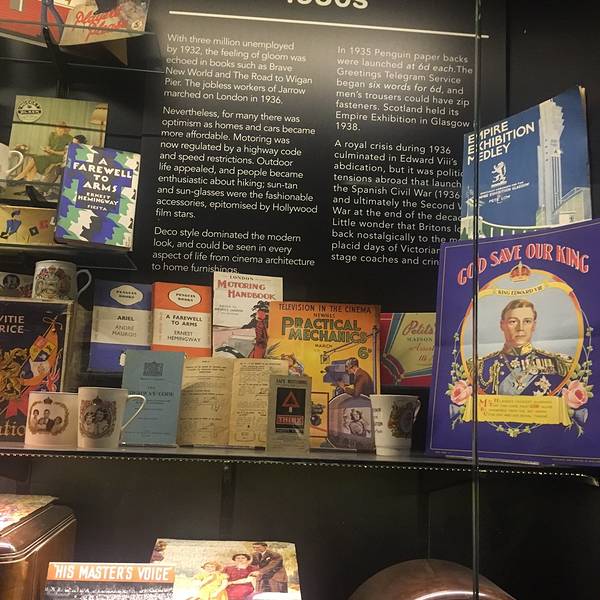 1930s
With three million unemployed
by 1932, the feeling of gloom was
echoed in books such as Brave
New World and The Road to Wigan
Pier. The jobless workers of Jarrow
marched on London in 1936.
Nevertheless, for many there was
optimism as homes and cars became
more affordable. Motoring was
now regulated by highway code
and speed restrictions. Outdoor
life appealed, and people became
enthusiastic about hiking; sun-tan
and sun-glasses were the fashionable
accessories, epitomised by Hollywood
film stars.
Deco style dominated the modern
look, and could be seen in every
aspect of life from cinema architecture
to home furnishings.
In 1935 Penguin paper backs
were launched at 6d each. The
Greetings Telegram Service
began six words for 6d, and
men's trousers could have zip
fasteners. Scotland held its
Empire Exhibition in Glasgow
1938.
A royal crisis during 1936
culminated in Edward VIII's
abdication, but it was politic
tensions abroad that launch
the Spanish Civil War (1936
and ultimately the Second W
War at the end of the decad
Little wonder that Britons lo
back nostalgically to the m
placid days of Victorian
stage coaches and crin
A
FAREWELL
TO
ARMS
ERNEST
HEMINGWAY
EMPIRE
EXHIBITION
MEDLEY
GOD SAVE OUR KING
KING EDWARD VIII
PENGUIN
BOOKS
ARIEL
ANDRÉ
MAUROIS
PENGUIN
BOOKS
A FAREWELL
TO ARMS
ERNEST
HEMINGWAY
LONDON
MOTORING
HANDBOOK
TELEVISION IN THE CINEMA
NEWNES
PRACTICAL
MECHANICS
MARCH
6D
MAISON
THINK
HIS MASTER'S VOICE